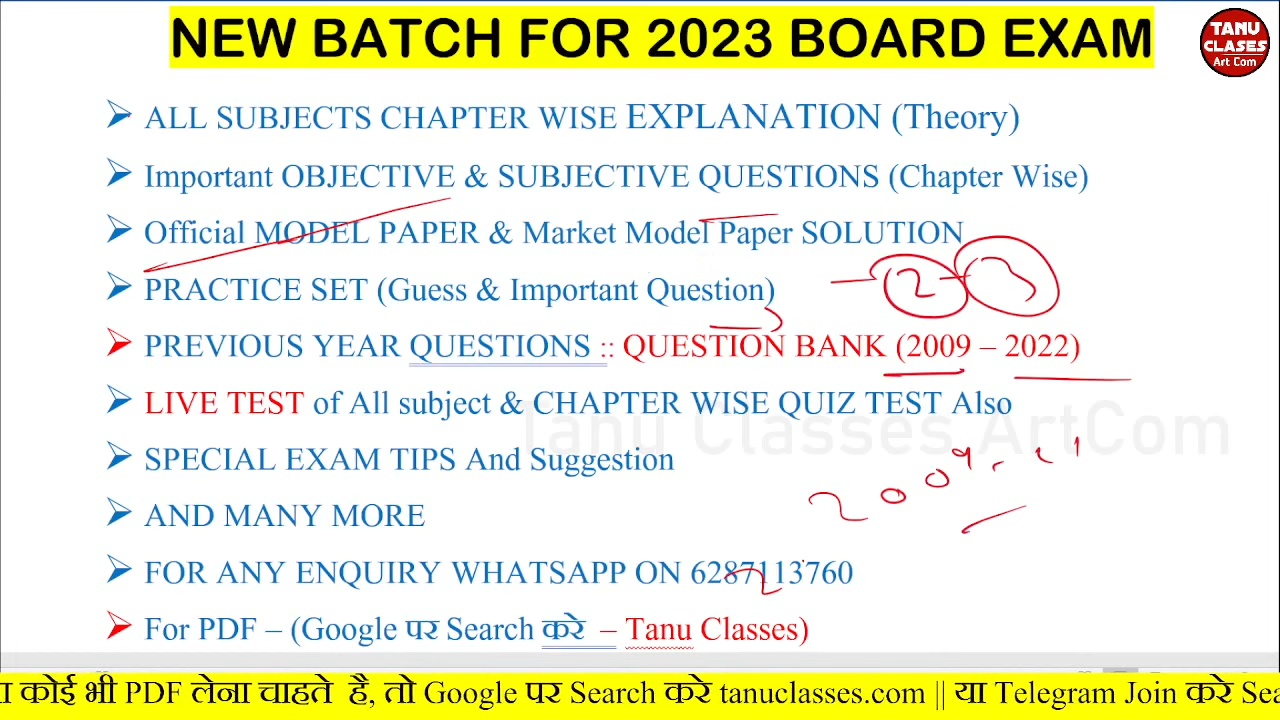 NEW BATCH FOR 2023 BOARD EXAM
TANU
CLASES
Art Com
ALL SUBJECTS CHAPTER WISE EXPLANATION (Theory)
Important OBJECTIVE & SUBJECTIVE QUESTIONS (Chapter Wise)
Official MODEL PAPER & Market Model Paper SOLUTION
PRACTICE SET (Guess & Important Question)
2
3
PREVIOUS YEAR QUESTIONS :: QUESTION BANK (2009 – 2022)
LIVE TEST of All subject & CHAPTER WISE QUIZ TEST Also
Tanu Classes ArtCom
SPECIAL EXAM TIPS And Suggestion
2009
AND MANY MORE
FOR ANY ENQUIRY WHATSAPP ON 6287113760
For PDF – (Google पर Search करे – Tanu Classes)
कोई भी PDF लेना चाहते है, तो Google पर Search करे tanuclasses.com || या Telegram Join करे